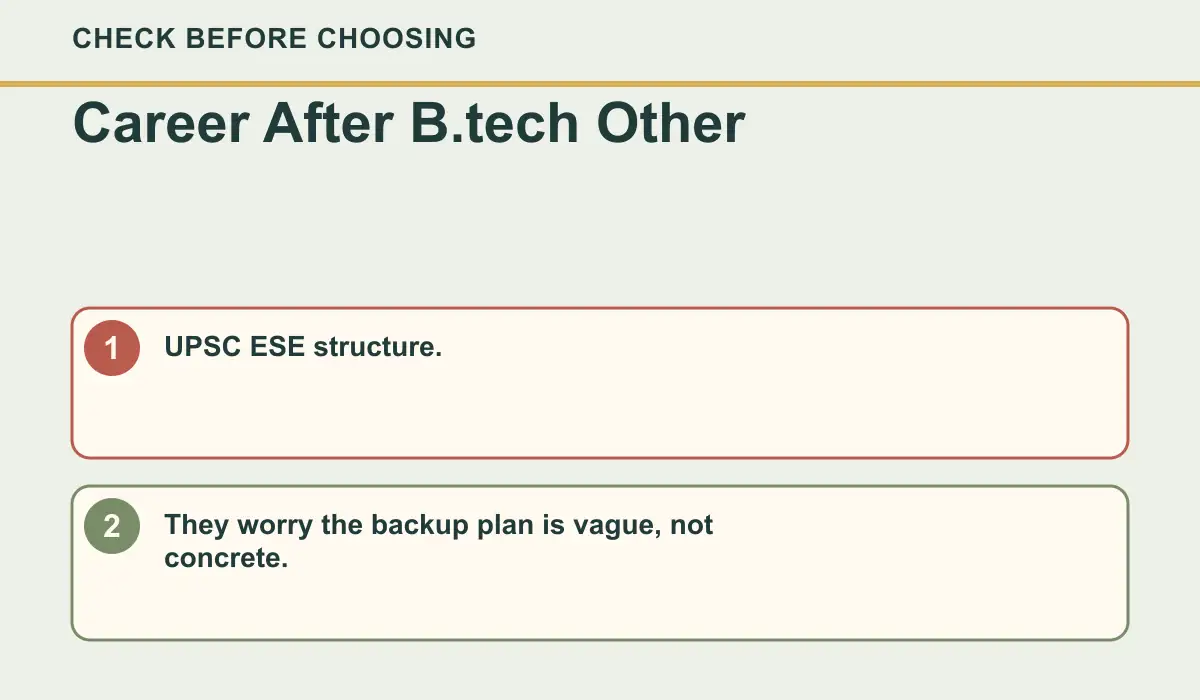 CHECK BEFORE CHOOSING
Career After B.tech Other
1
UPSC ESE structure.
2
They worry the backup plan is vague, not
concrete.